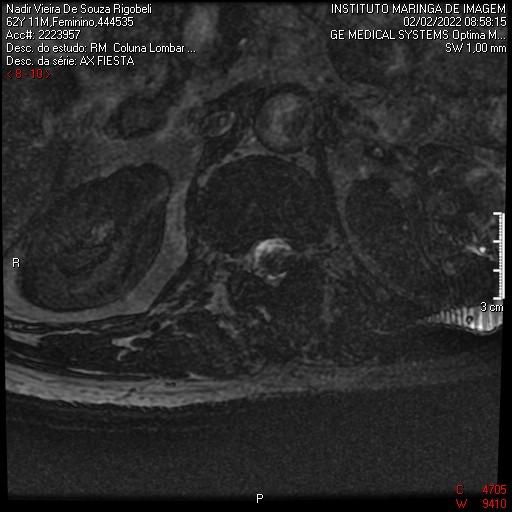 Nadir Vieira De Souza Rigobeli
62Y 11M,Feminino,444535
Acc#: 2223957
Desc. do estudo: RM  Coluna Lombar ...
Desc. da série: AX FIESTA
< 8 - 10 >
INSTITUTO MARINGA DE IMAGEM
02/02/2022 08:58:15
GE MEDICAL SYSTEMS Optima M...
SW 1,00 mm
R
3 cm
P
C 4705
W 9410